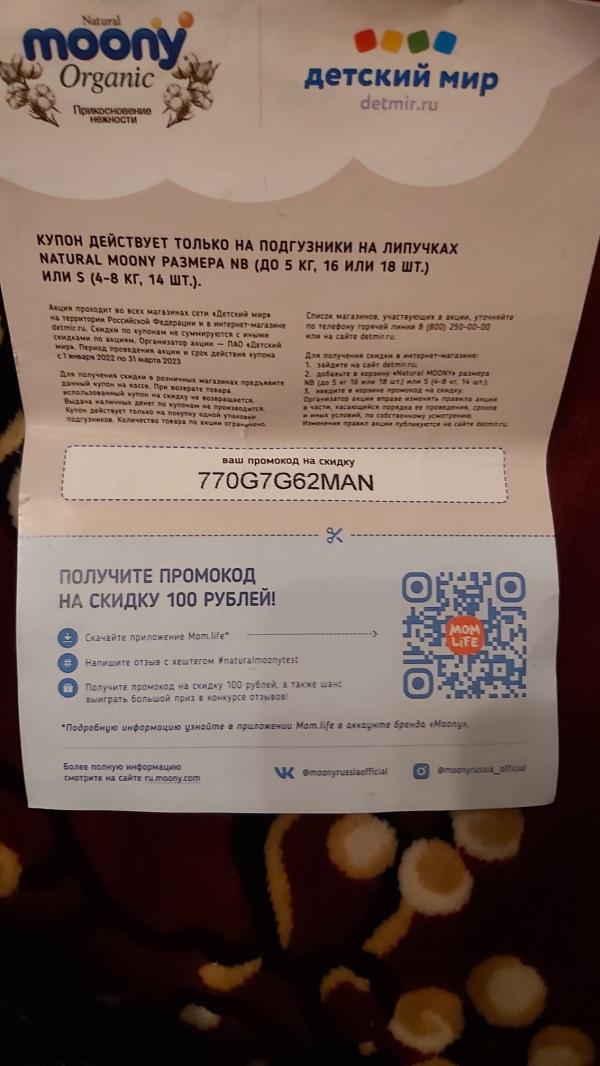 Natural
moony
Organic
Прикосновение
нежности
детский мир
detmir.ru
КУПОН ДЕЙСТВУЕТ ТОЛЬКО НА ПОДГУЗНИКИ НА ЛИПУЧКАХ
NATURAL MOONY РАЗМЕРА NB (ДО 5 КГ, 16 ИЛИ 18 ШТ.)
ИЛИ S (4-8 КГ, 14 ШТ.).
Акция проходит во всех магазинах сети «Детский мир»
на территории Российской Федерации и в интернет-магазине
detmir.ru. Скидки по купонам не суммируются с иными
скидками по акциям. Организатор акции — ПАО «Детский
мир». Период проведения акции и срок действия купона
с 1 января 2022 по 31 марта 2023
Для получения скидки в розничных магазинах предъявите
данный купон на кассе. При возврате товара
использованный купон на скидку не возвращается.
Выдача наличных денег по купонам не производится.
Купон действует только на покупку одной упаковки
подгузников. Количество товара по акции ограничено.
Список магазинов, участвующих в акции, уточняйте
по телефону горячей линии 8 (800) 250-00-00
или на сайте detmir.ru.
Для получения скидки в интернет-магазине:
1. зайдите на сайт detmir.ru;
2. добавьте в корзину «Natural MOONY» размера
NB (до 5 кг 16 или 18 шт.) или S (4-8 кг, 14 шт.);
3. введите в корзине промокод на скидку.
Организатор акции вправе изменять правила акции
в части, касающейся порядка ее проведения, сроков
и иных условий, по собственному усмотрению.
Изменения правил акции публикуются на сайте detmir.ru.
ваш промокод на скидку
770G7G62MAN
ПОЛУЧИТЕ ПРОМОКОД
НА СКИДКУ 100 РУБЛЕЙ!
Скачайте приложение Mom.life*
# Напишите отзыв с хештегом #naturalmoonytest
Получите промокод на скидку 100 рублей, а также шанс
выиграть большой приз в конкурсе отзывов!
MOM
LIFE
*Подробную информацию узнайте в приложении Mom.life в аккаунте бренда «Moony».
Более полную информацию
смотрите на сайте ru.moony.com
@moonyrussiaofficial
@moonyrussia_official